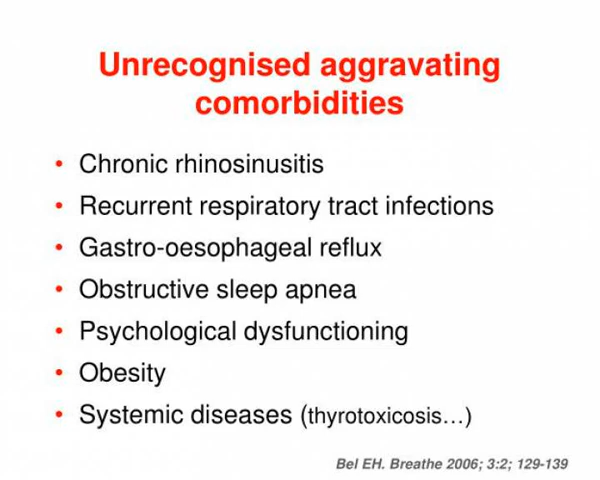 Unrecognised aggravating
comorbidities
• Chronic rhinosinusitis
• Recurrent respiratory tract infections
• Gastro-oesophageal reflux
• Obstructive sleep apnea
• Psychological dysfunctioning
• Obesity
• Systemic diseases (thyrotoxicosis…)
Bel EH. Breathe 2006; 3:2; 129-139